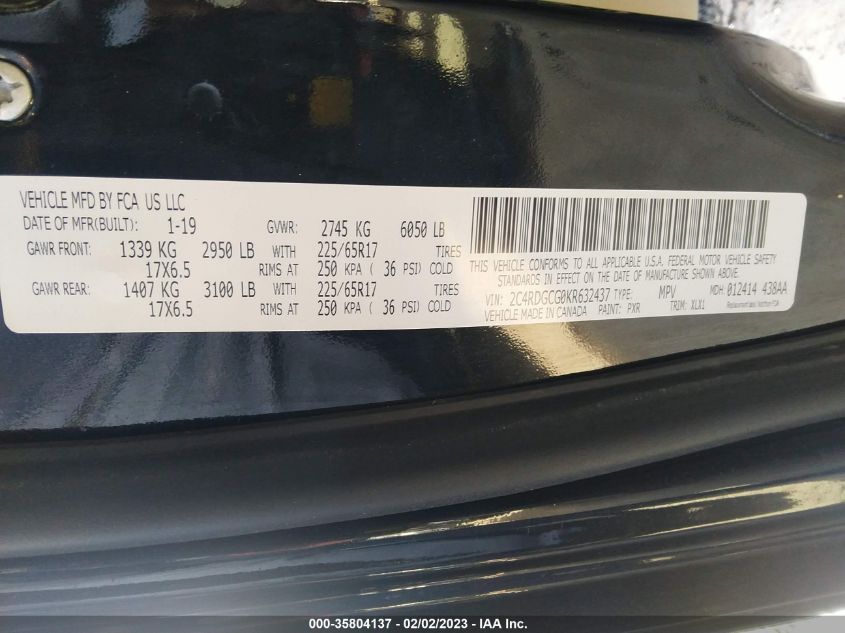 VEHICLE MFD BY FCA US LLC
DATE OF MFR(BUILT): 1-19 GVWR: 2745 KG 6050 LB
GAWR FRONT: 1339 KG 2950 LB WITH 225/65R17 TIRES
17X6.5 RIMS AT 250 KPA ( 36 PSI) COLD
GAWR REAR: 1407 KG 3100 LB WITH 225/65R17 TIRES
17X6.5 RIMS AT 250 KPA ( 36 PSI) COLD
THIS VEHICLE CONFORMS TO ALL APPLICABLE U.S.A. FEDERAL MOTOR VEHICLE SAFETY
STANDARDS IN EFFECT ON THE DATE OF MANUFACTURE SHOWN ABOVE.
VIN: 2C4RDGCG0KR632437 TYPE: MPV MDH: 012414 438AA
VEHICLE MADE IN CANADA PAINT: PXR TRIM: XLX1 Replacement label
000-35804137 - 02/02/2023 - IAA Inc.